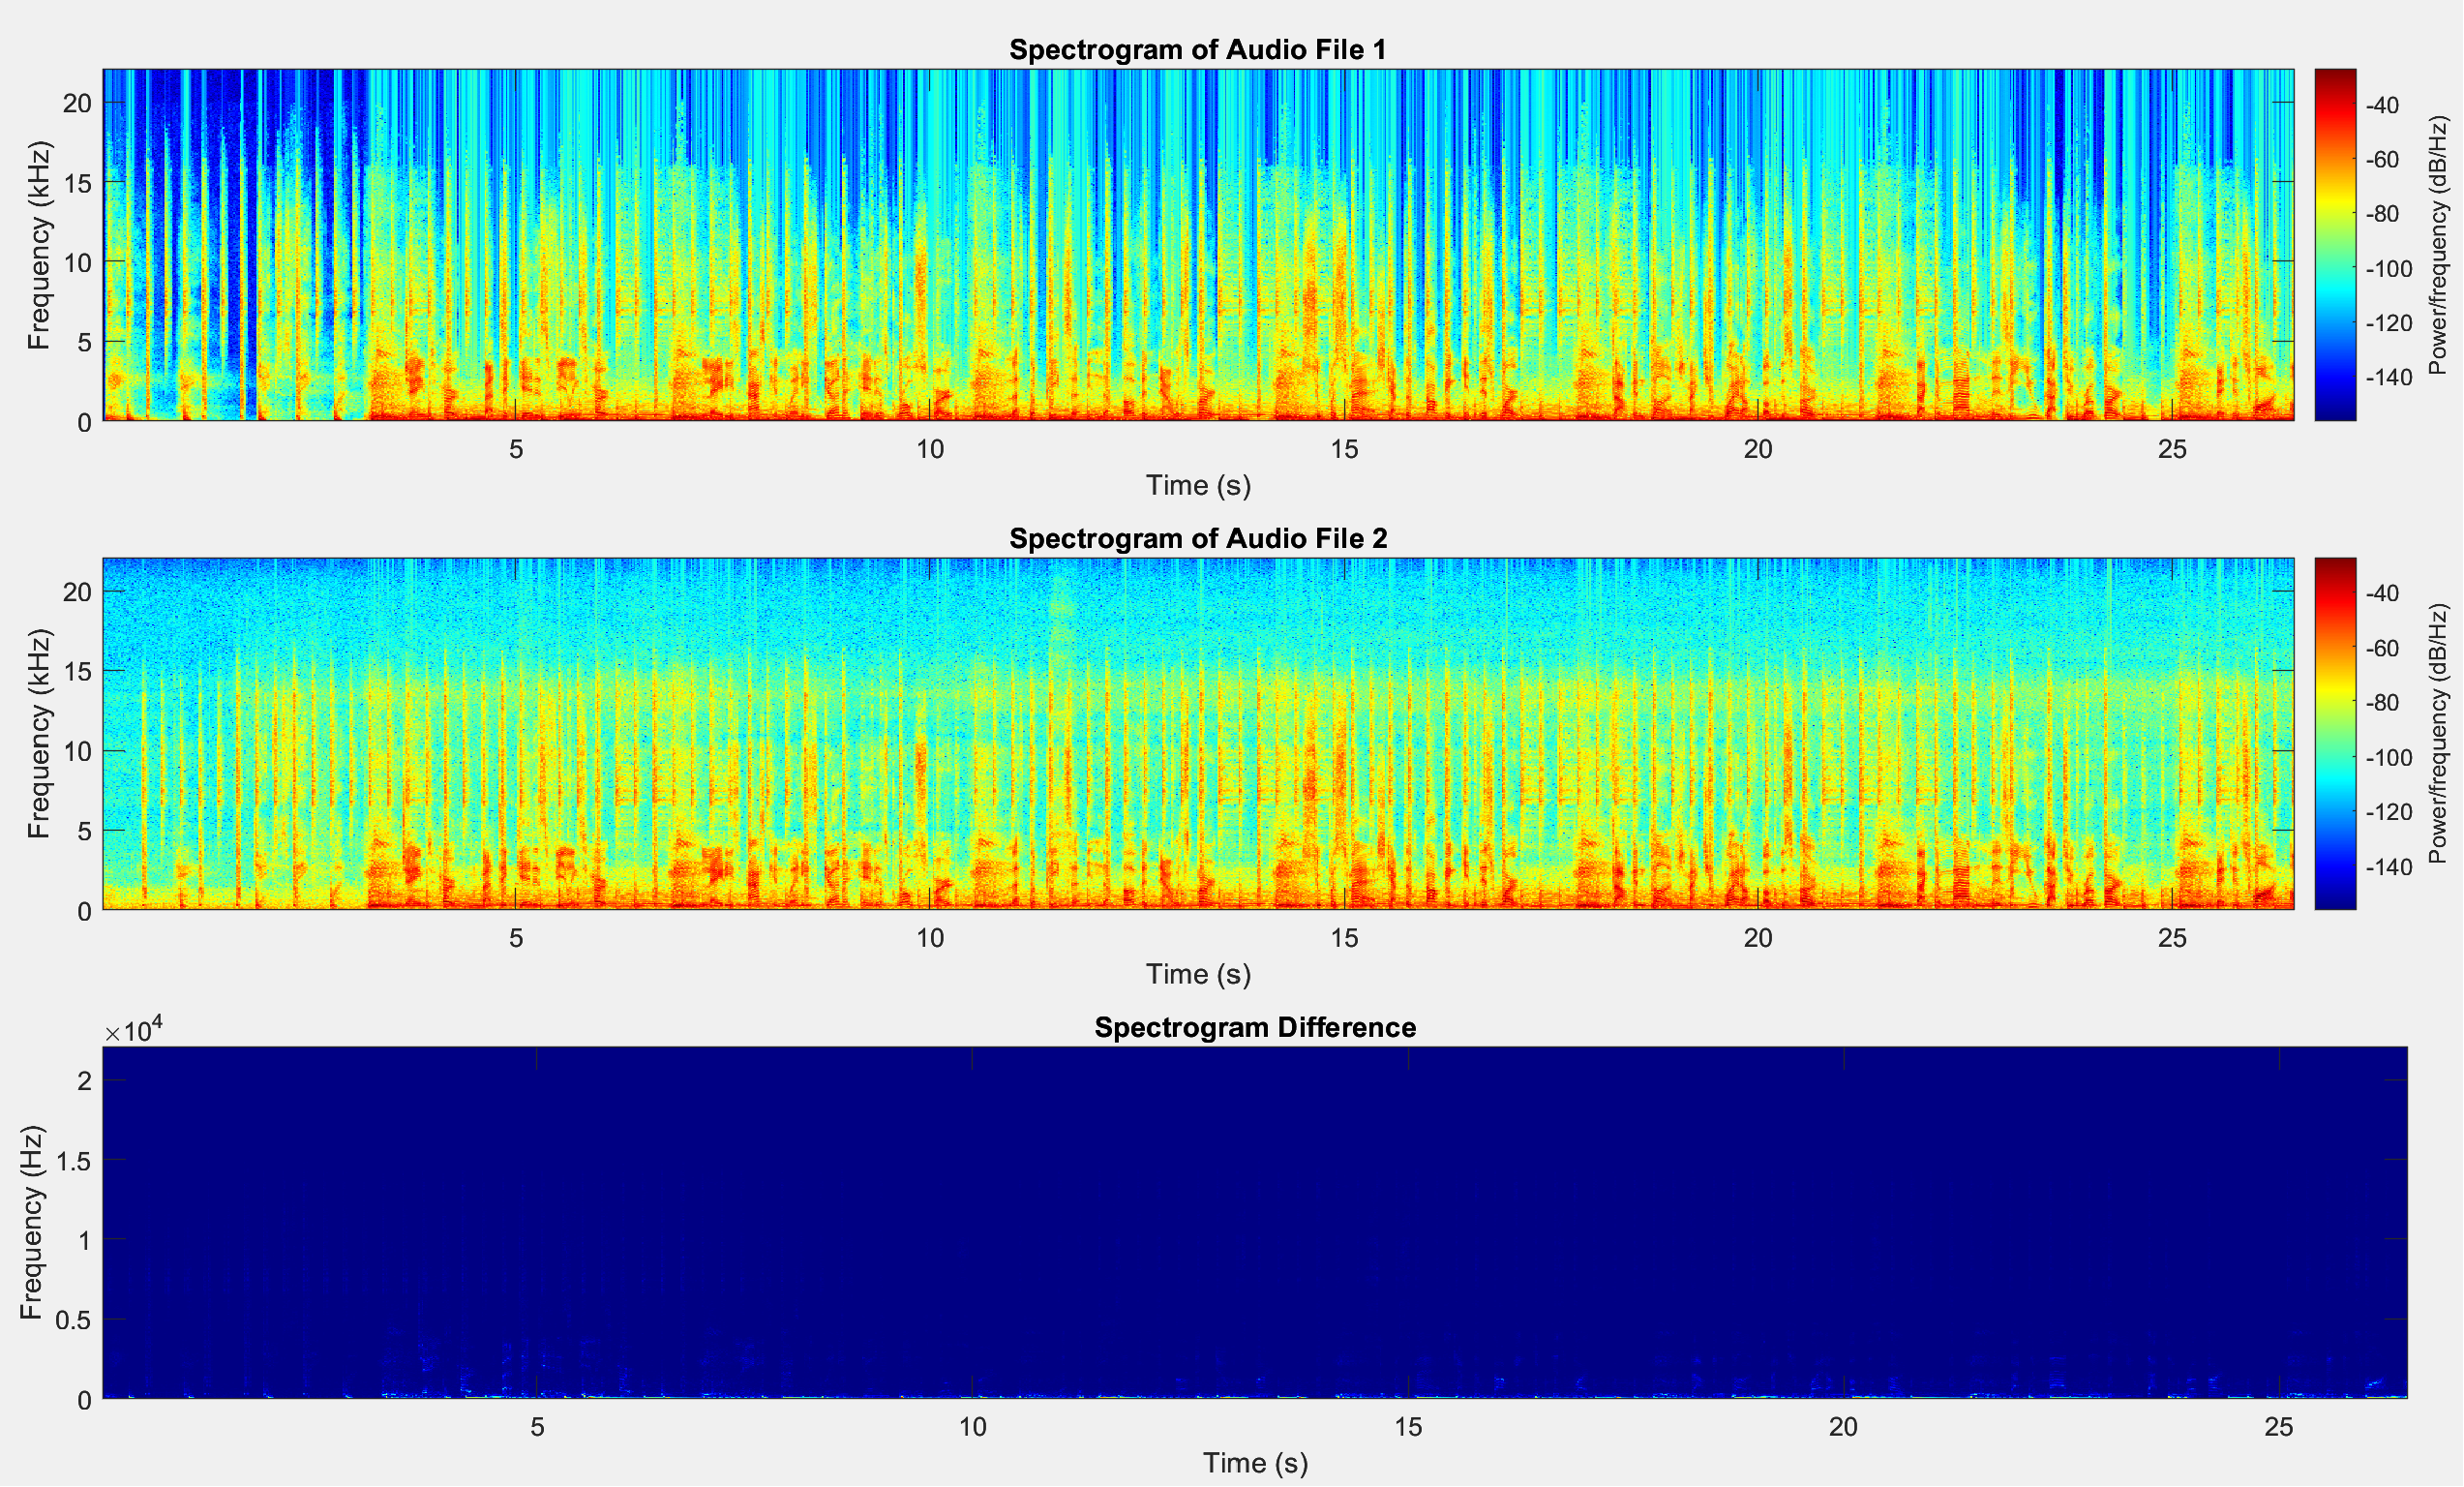 Spectrogram of Audio File 1
Frequency (kHz)
20
15
10
5
0
5 10 15 20 25
Time (s)
-40
-60
-80
-100
-120
-140
Power/frequency (dB/Hz)
Spectrogram of Audio File 2
Frequency (kHz)
20
15
10
5
0
5 10 15 20 25
Time (s)
-40
-60
-80
-100
-120
-140
Power/frequency (dB/Hz)
Spectrogram Difference
×10⁴
Frequency (Hz)
2
1.5
1
0.5
0
5 10 15 20 25
Time (s)